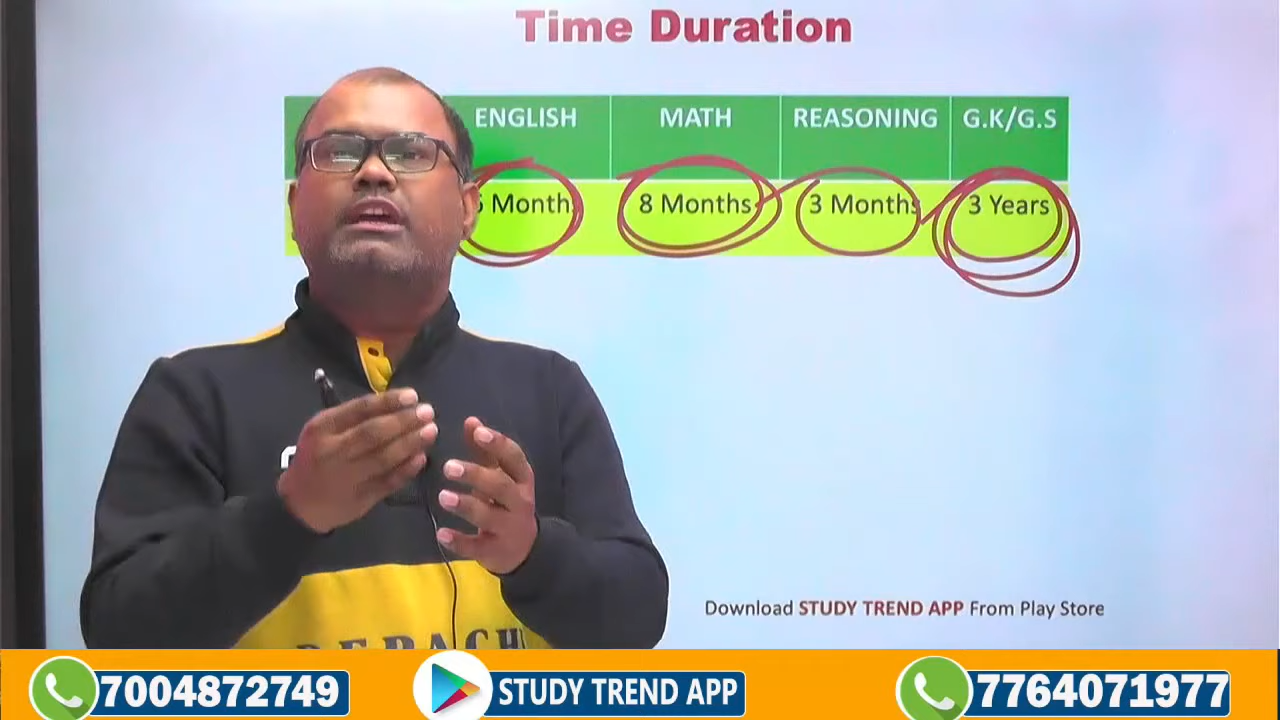 Time Duration
ENGLISH MATH REASONING G.K/G.S
Months 8 Months 3 Months 3 Years
Download STUDY TREND APP From Play Store
7004872749 STUDY TREND APP 7764071977